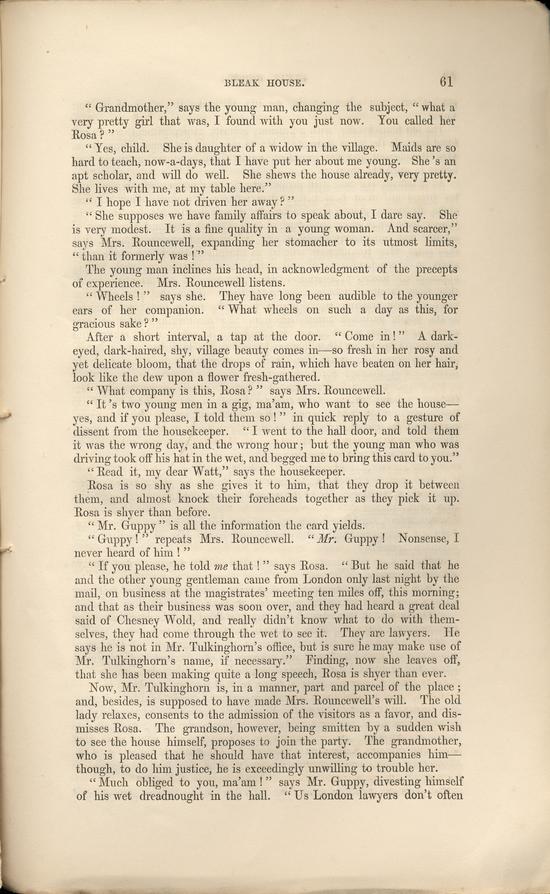 BLEAK HOUSE. 61
“ Grandmother,” says the young man, changing the subject, “ what a
very pretty girl that was, I found with you just now. You called her
Rosa ? ”
“ Yes, child. She is daughter of a widow in the village. Maids are so
hard to teach, now-a-days, that I have put her about me young. She 's an
apt scholar, and will do well. She shews the house already, very pretty.
She lives with me, at my table here.”
“ I hope I have not driven her away ? ”
“ She supposes we have family affairs to speak about, I dare say. She
is very modest. It is a fine quality in a young woman. And scarcer,”
says Mrs. Rouncewell, expanding her stomacher to its utmost limits,
“ than it formerly was ! ”
The young man inclines his head, in acknowledgment of the precepts
of experience. Mrs. Rouncewell listens.
“ Wheels ! ” says she. They have long been audible to the younger
ears of her companion. “ What wheels on such a day as this, for
gracious sake ? ”
After a short interval, a tap at the door. “ Come in ! ” A dark-
eyed, dark-haired, shy, village beauty comes in—so fresh in her rosy and
yet delicate bloom, that the drops of rain, which have beaten on her hair,
look like the dew upon a flower fresh-gathered.
“ What company is this, Rosa ? ” says Mrs. Rouncewell.
“ It 's two young men in a gig, ma'am, who want to see the house—
yes, and if you please, I told them so ! ” in quick reply to a gesture of
dissent from the housekeeper. “ I went to the hall door, and told them
it was the wrong day, and the wrong hour ; but the young man who was
driving took off his hat in the wet, and begged me to bring this card to you.”
“ Read it, my dear Watt,” says the housekeeper.
Rosa is so shy as she gives it to him, that they drop it between
them, and almost knock their foreheads together as they pick it up.
Rosa is shyer than before.
“ Mr. Guppy ” is all the information the card yields.
“ Guppy ! ” repeats Mrs. Rouncewell. “ Mr. Guppy ! Nonsense, I
never heard of him ! ”
“ If you please, he told me that ! ” says Rosa. “ But he said that he
and the other young gentleman came from London only last night by the
mail, on business at the magistrates' meeting ten miles off, this morning;
and that as their business was soon over, and they had heard a great deal
said of Chesney Wold, and really didn't know what to do with them-
selves, they had come through the wet to see it. They are lawyers. He
says he is not in Mr. Tulkinghorn's office, but is sure he may make use of
Mr. Tulkinghorn's name, if necessary.” Finding, now she leaves off,
that she has been making quite a long speech, Rosa is shyer than ever.
Now, Mr. Tulkinghorn is, in a manner, part and parcel of the place ;
and, besides, is supposed to have made Mrs. Rouncewell's will. The old
lady relaxes, consents to the admission of the visitors as a favor, and dis-
misses Rosa. The grandson, however, being smitten by a sudden wish
to see the house himself, proposes to join the party. The grandmother,
who is pleased that he should have that interest, accompanies him—
though, to do him justice, he is exceedingly unwilling to trouble her.
“ Much obliged to you, ma'am ! ” says Mr. Guppy, divesting himself
of his wet dreadnought in the hall. “ Us London lawyers don't often